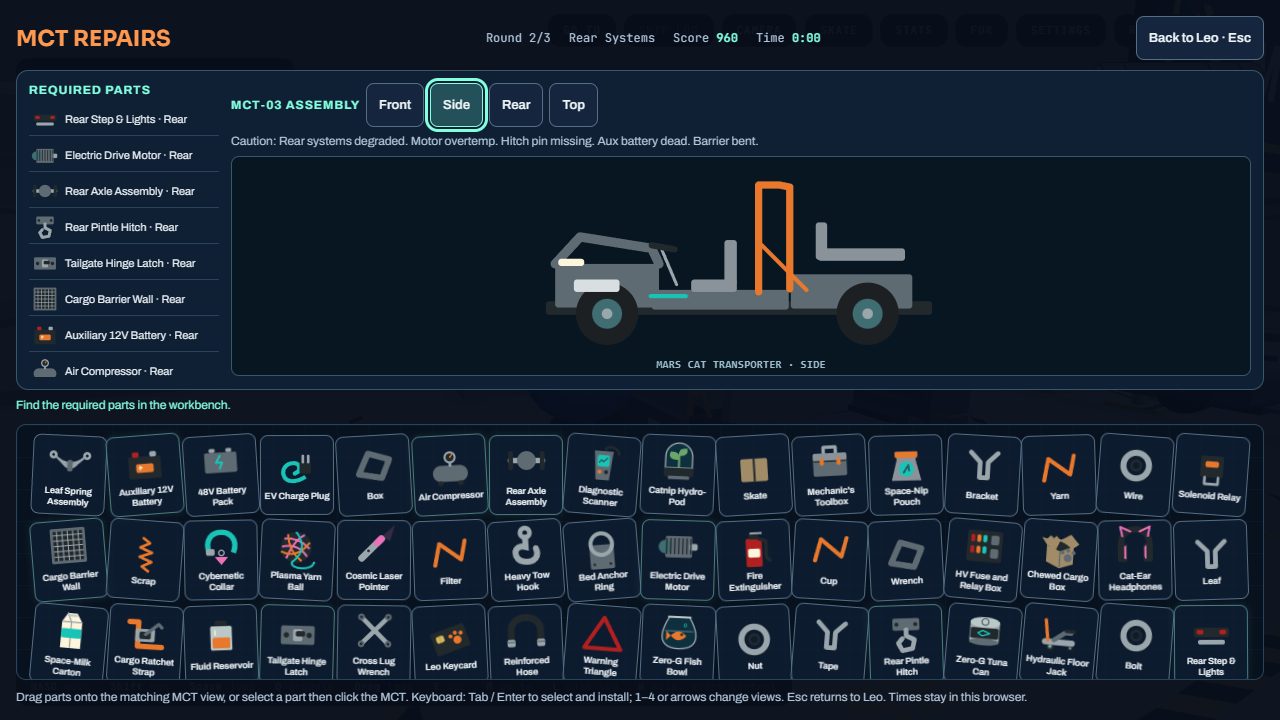 MCT REPAIRS
Round 2/3 Rear Systems Score 960 Time 0:00
Back to Leo · Esc
REQUIRED PARTS
Rear Step & Lights · Rear
Electric Drive Motor · Rear
Rear Axle Assembly · Rear
Rear Pintle Hitch · Rear
Tailgate Hinge Latch · Rear
Cargo Barrier Wall · Rear
Auxiliary 12V Battery · Rear
Air Compressor · Rear
MCT-03 ASSEMBLY
Front
Side
Rear
Top
Caution: Rear systems degraded. Motor overtemp. Hitch pin missing. Aux battery dead. Barrier bent.
MARS CAT TRANSPORTER · SIDE
Find the required parts in the workbench.
Leaf Spring
Assembly
Auxiliary 12V
Battery
48V Battery
Pack
EV Charge Plug
Box
Air Compressor
Rear Axle
Assembly
Diagnostic
Scanner
Catnip Hydro-
Pod
Skate
Mechanic's
Toolbox
Space-Nip
Pouch
Bracket
Yarn
Wire
Solenoid Relay
Cargo Barrier
Wall
Scrap
Cybernetic
Collar
Plasma Yarn
Ball
Cosmic Laser
Pointer
Filter
Heavy Tow
Hook
Bed Anchor
Ring
Electric Drive
Motor
Fire
Extinguisher
Cup
Wrench
HV Fuse and
Relay Box
Chewed Cargo
Box
Cat-Ear
Headphones
Leaf
Space-Milk
Carton
Cargo Ratchet
Strap
Fluid Reservoir
Tailgate Hinge
Latch
Cross Lug
Wrench
Leo Keycard
Reinforced
Hose
Warning
Triangle
Zero-G Fish
Bowl
Nut
Tape
Rear Pintle
Hitch
Zero-G Tuna
Can
Hydraulic Floor
Jack
Bolt
Rear Step &
Lights
Drag parts onto the matching MCT view, or select a part then click the MCT. Keyboard: Tab / Enter to select and install; 1–4 or arrows change views. Esc returns to Leo. Times stay in this browser.